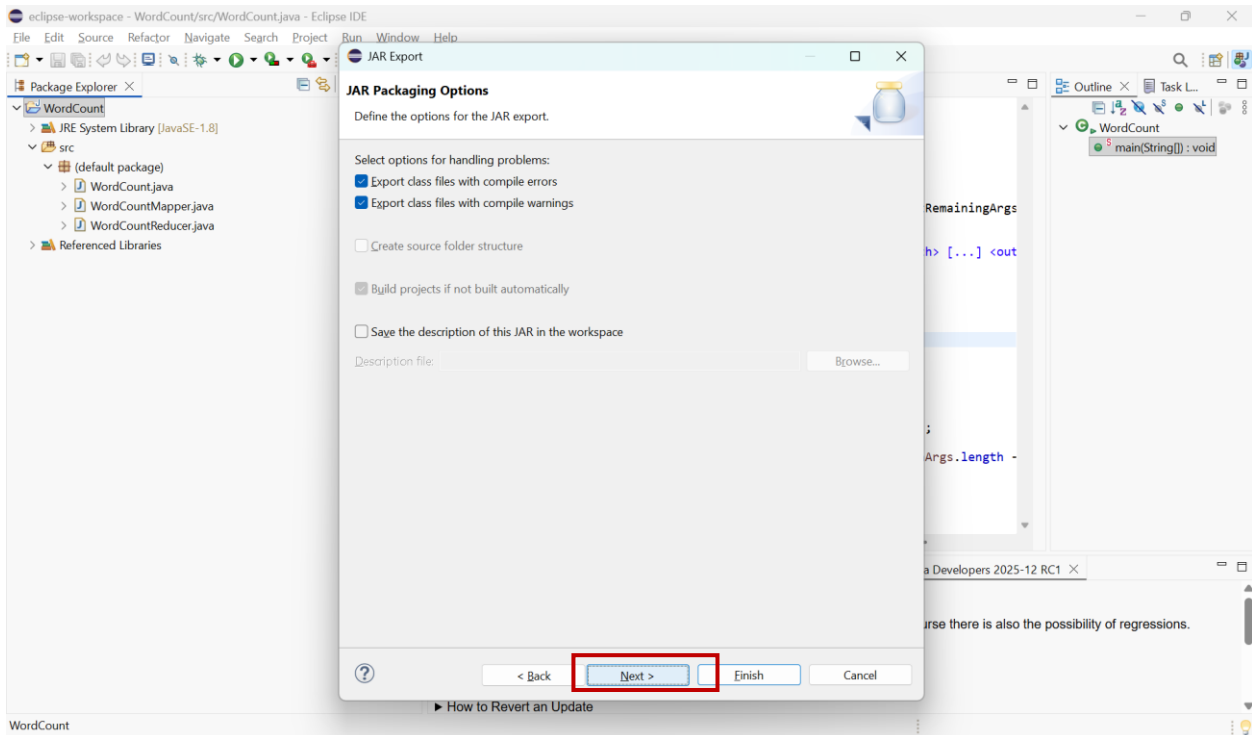 eclipse-workspace - WordCount/src/WordCount.java - Eclipse IDE
File Edit Source Refactor Navigate Search Project Run Window Help
Package Explorer
WordCount
JRE System Library [JavaSE-1.8]
src
(default package)
WordCount.java
WordCountMapper.java
WordCountReducer.java
Referenced Libraries
JAR Export
JAR Packaging Options
Define the options for the JAR export.
Select options for handling problems:
Export class files with compile errors
Export class files with compile warnings
Create source folder structure
Build projects if not built automatically
Save the description of this JAR in the workspace
Description file: Browse...
? < Back Next > Finish Cancel
RemainingArgs
h> [...] <out
;
Args.length -
Outline Task L...
WordCount
main(String[]) : void
a Developers 2025-12 RC1
urse there is also the possibility of regressions.
How to Revert an Update
WordCount